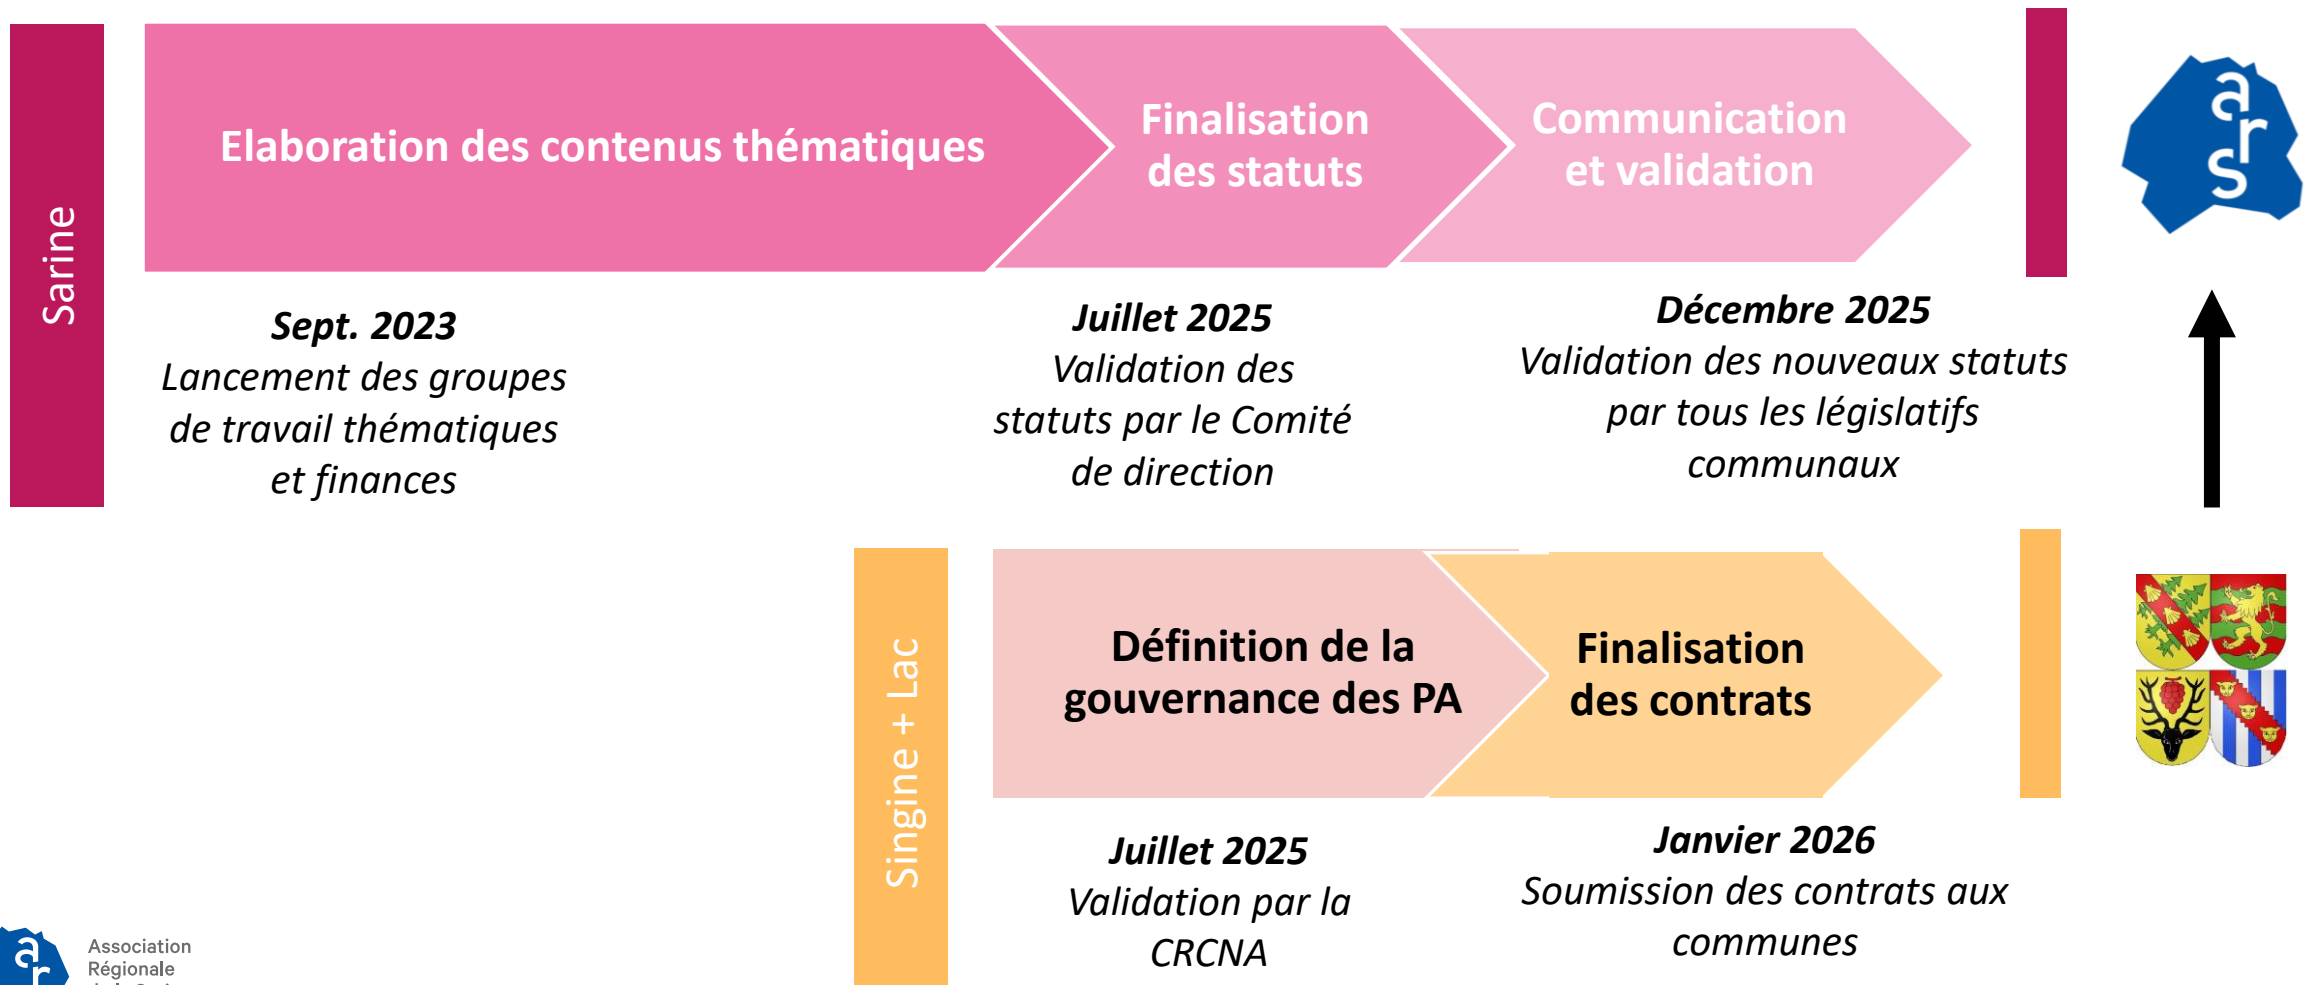 Sarine
Elaboration des contenus thématiques
Finalisation
des statuts
Communication
et validation
ars
Sept. 2023
Lancement des groupes
de travail thématiques
et finances
Juillet 2025
Validation des
statuts par le Comité
de direction
Décembre 2025
Validation des nouveaux statuts
par tous les législatifs
communaux
Singine + Lac
Définition de la
gouvernance des PA
Finalisation
des contrats
Juillet 2025
Validation par la
CRCNA
Janvier 2026
Soumission des contrats aux
communes
ar
Association
Régionale